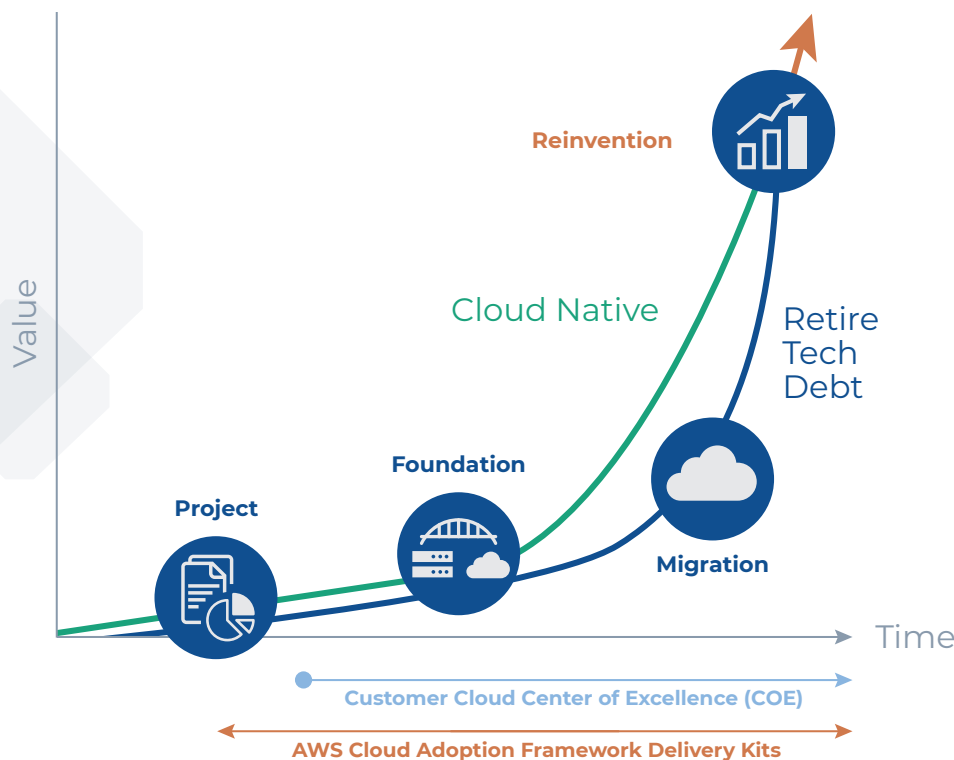 Reinvention
Value
Cloud Native
Retire
Tech
Debt
Foundation
Project
Migration
Time
Customer Cloud Center of Excellence (COE)
AWS Cloud Adoption Framework Delivery Kits